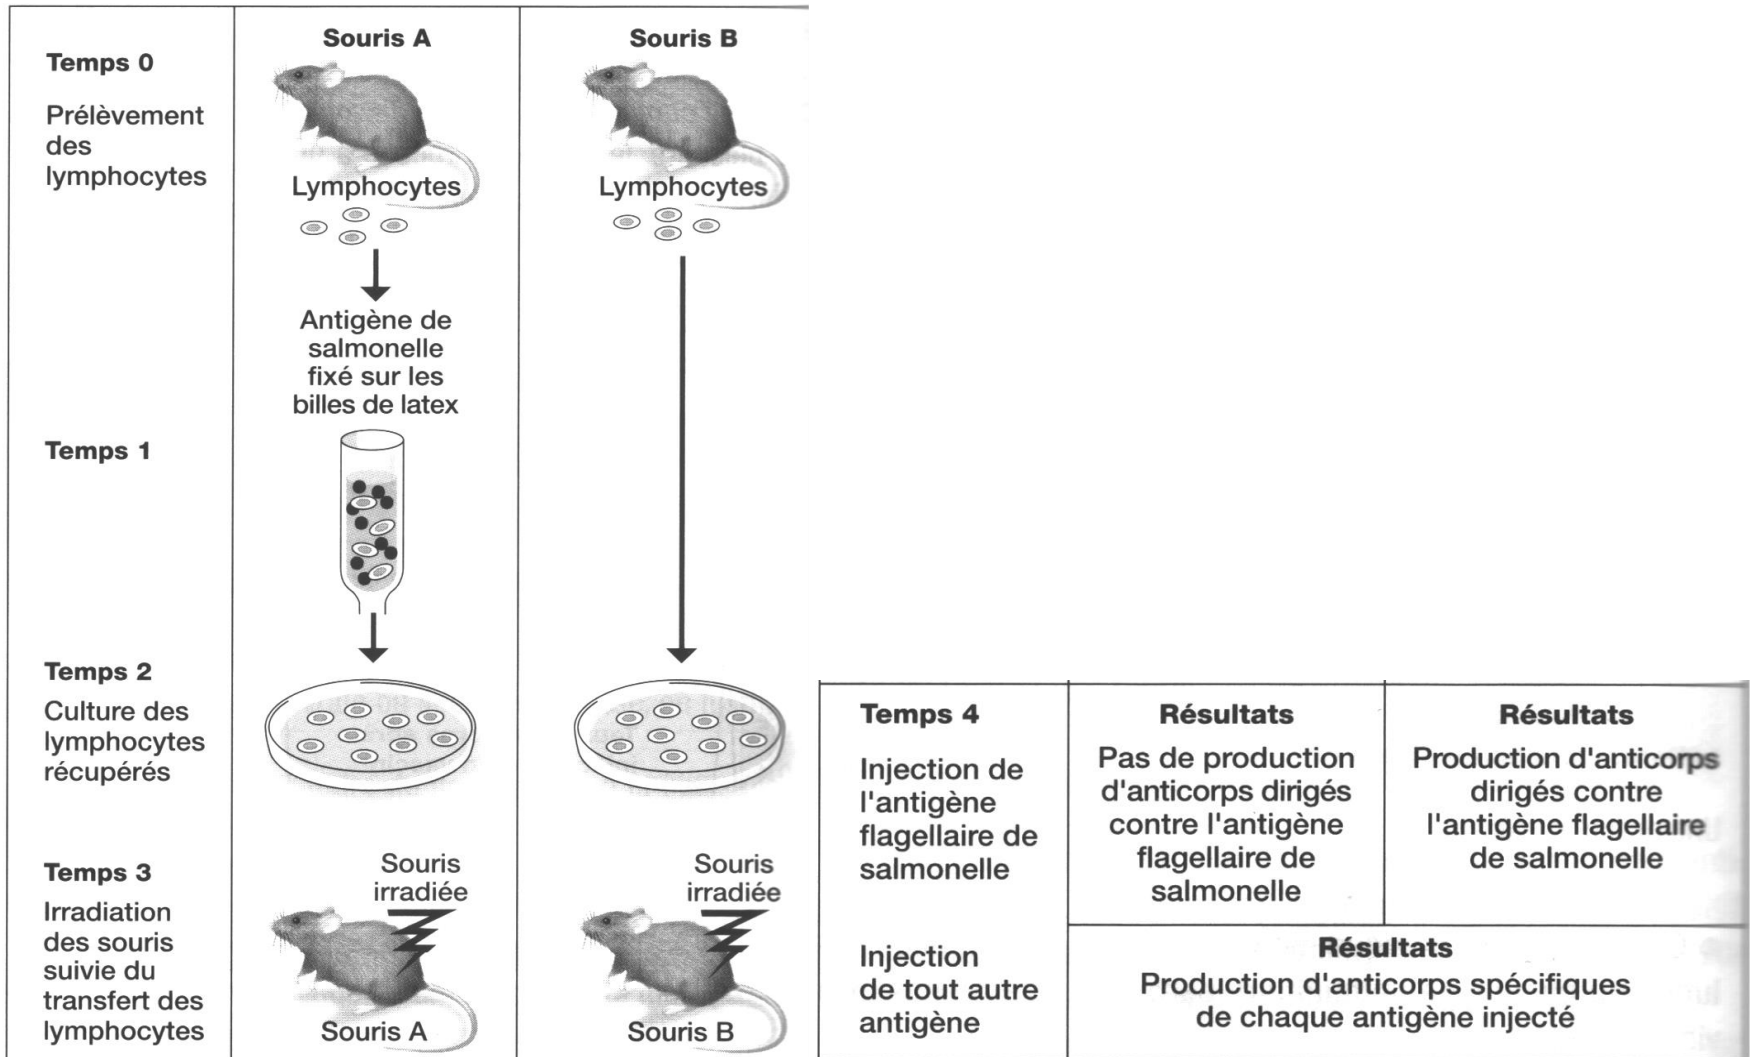 Temps 0
Prélèvement
des
lymphocytes
Souris A
Lymphocytes
Souris B
Lymphocytes
Antigène de
salmonelle
fixé sur les
billes de latex
Temps 1
Temps 2
Culture des
lymphocytes
récupérés
Temps 3
Irradiation
des souris
suivie du
transfert des
lymphocytes
Souris
irradiée
Souris A
Souris
irradiée
Souris B
Temps 4
Injection de
l'antigène
flagellaire de
salmonelle
Résultats
Pas de production
d'anticorps dirigés
contre l'antigène
flagellaire de
salmonelle
Résultats
Production d'anticorps
dirigés contre
l'antigène flagellaire
de salmonelle
Injection
de tout autre
antigène
Résultats
Production d'anticorps spécifiques
de chaque antigène injecté